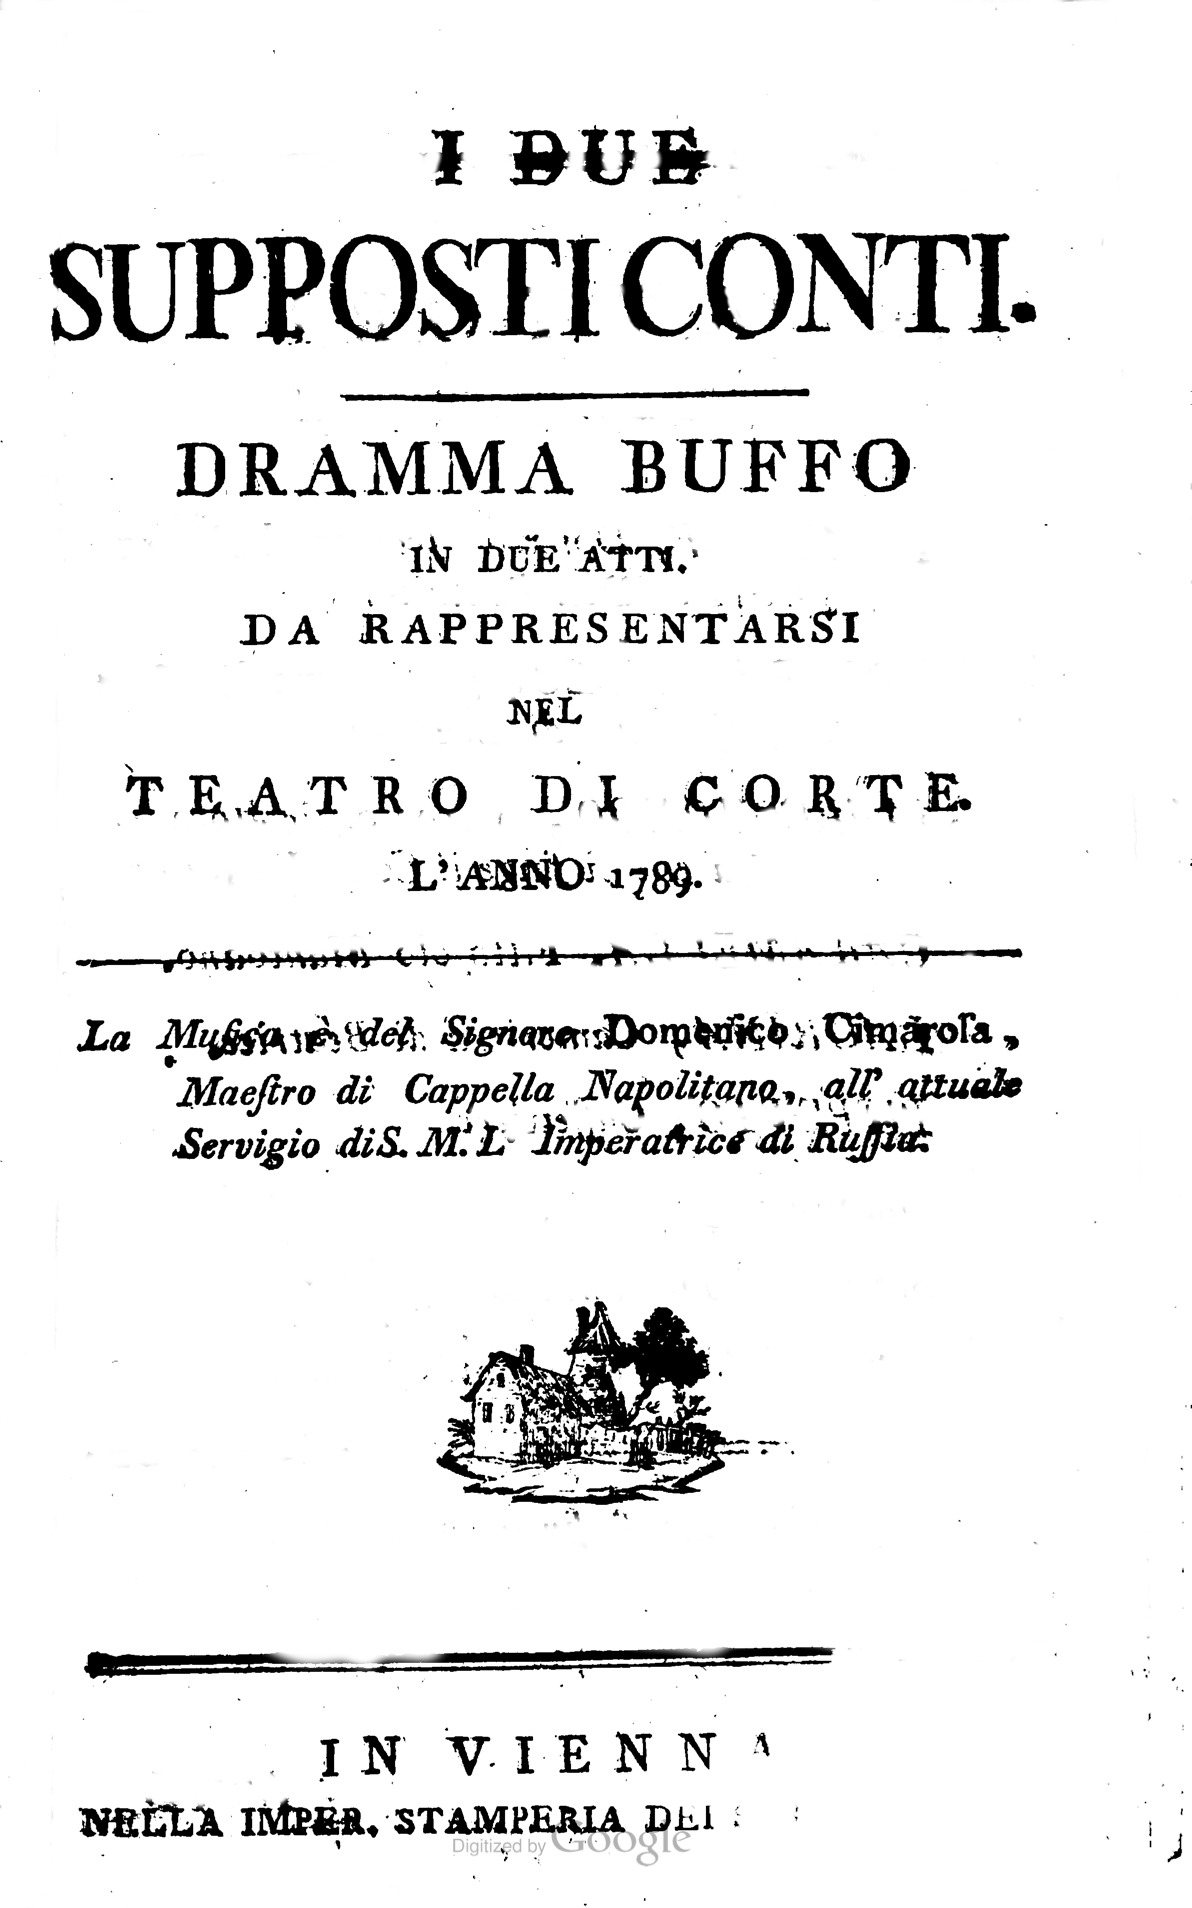 I DUE
SUPPOSTI CONTI.
DRAMMA BUFFO
IN DUE ATTI.
DA RAPPRESENTARSI
NEL
TEATRO DI CORTE.
L'ANNO 1789.
La Muſica è del Signore Domenico Cimaroſa,
Maeſtro di Cappella Napolitano, all' attuale
Servigio di S. M. L' Imperatrice di Ruſſia.
IN VIENNA
NELLA IMPER. STAMPERIA DEI
Digitized by Google